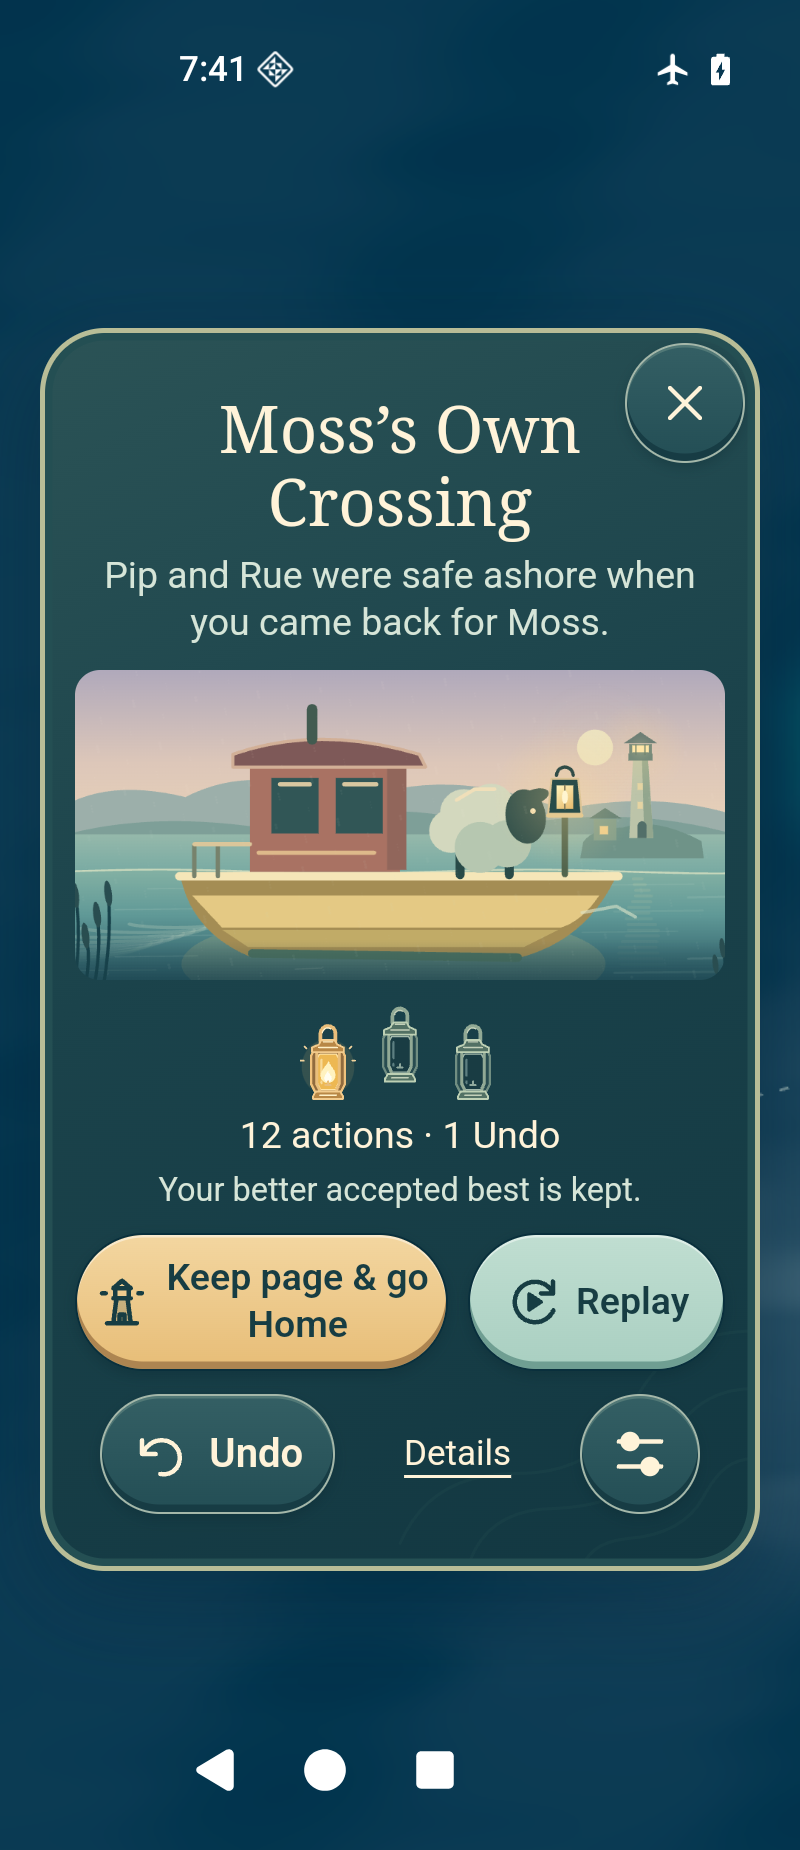 7:41
Moss’s Own
Crossing
Pip and Rue were safe ashore when
you came back for Moss.
12 actions · 1 Undo
Your better accepted best is kept.
Keep page & go
Home
Replay
Undo
Details